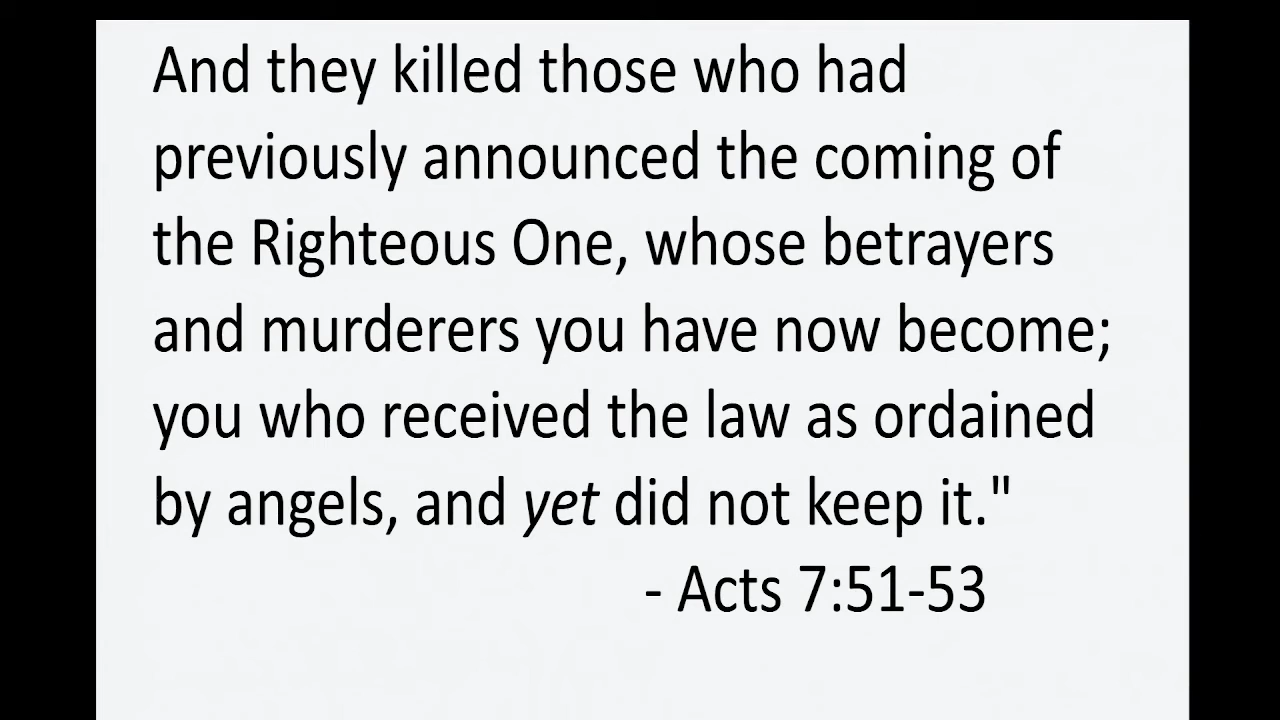 And they killed those who had
previously announced the coming of
the Righteous One, whose betrayers
and murderers you have now become;
you who received the law as ordained
by angels, and yet did not keep it."
- Acts 7:51-53